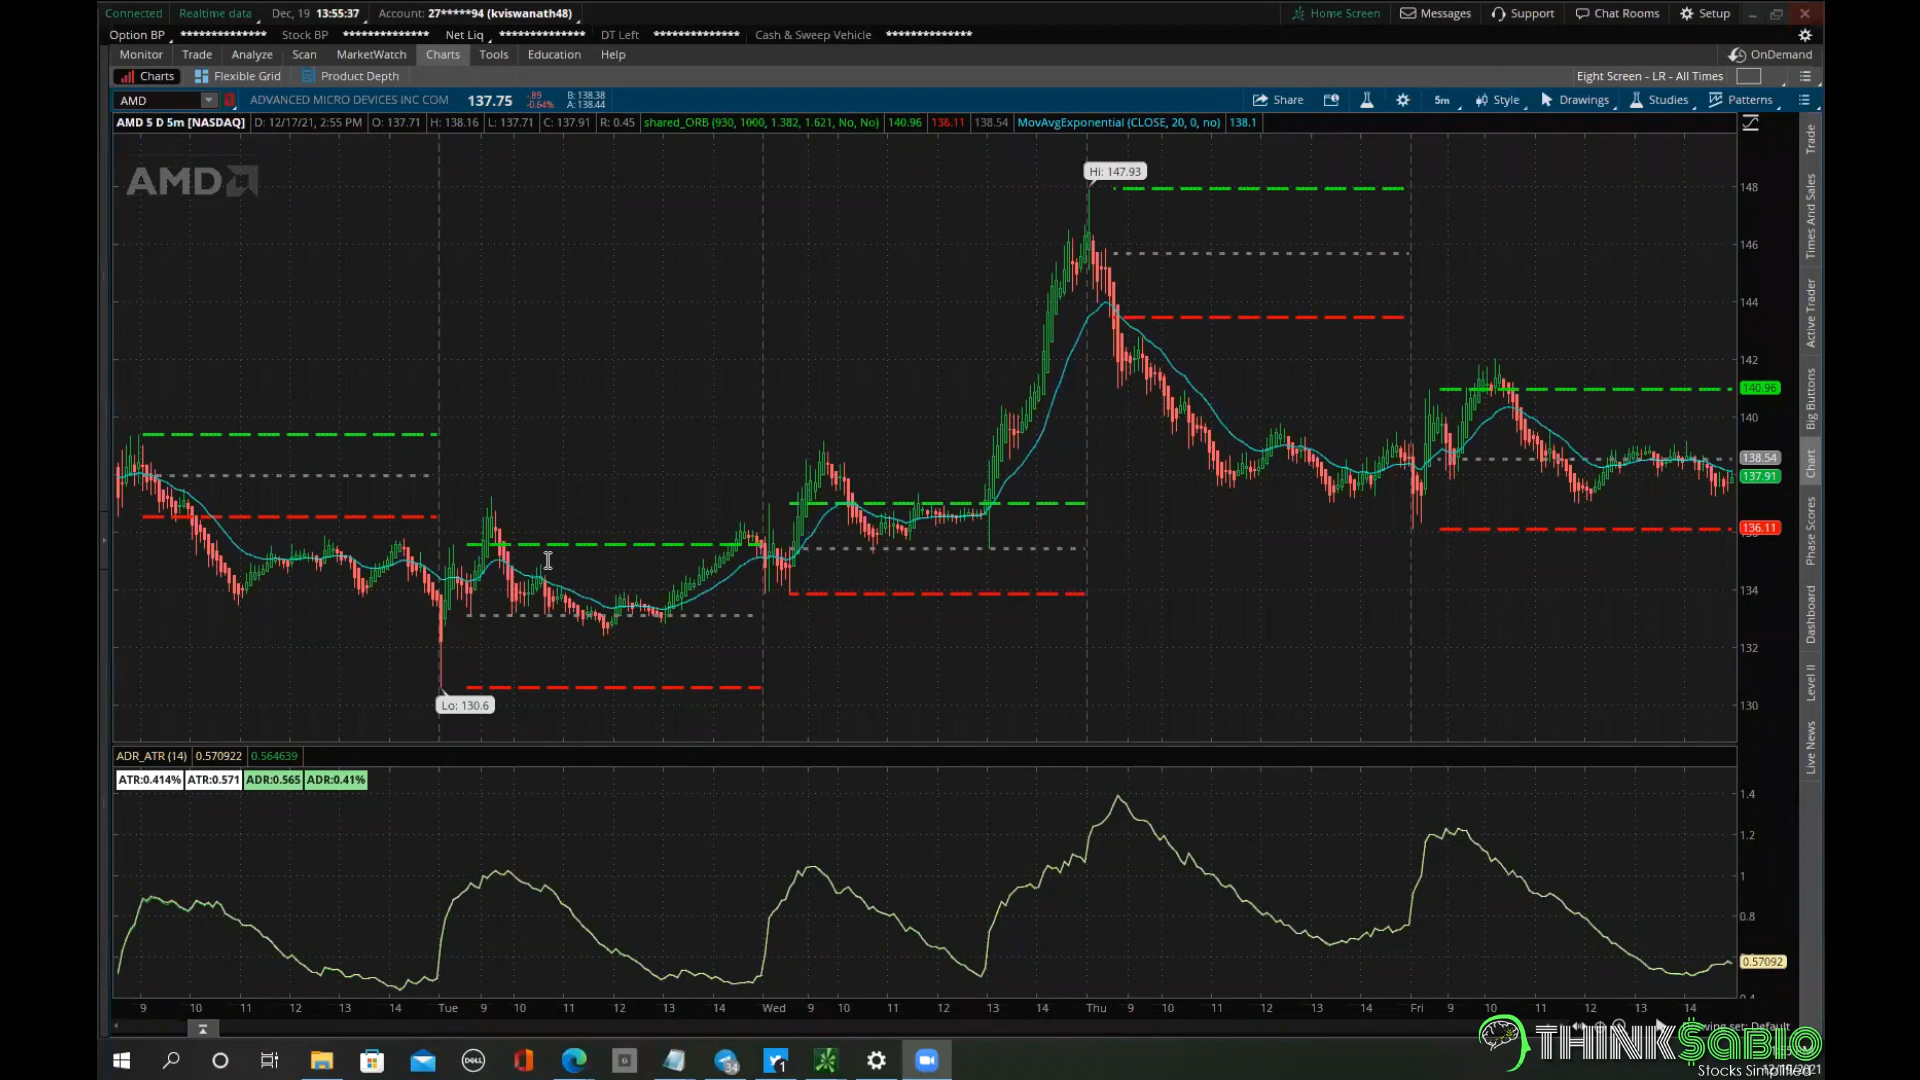 Connected Realtime data Dec, 19 13:55:37 Account: 27*****94 (kviswanath48) Home Screen Messages Support Chat Rooms Setup
Option BP ************** Stock BP ************** Net Liq ************** DT Left ************** Cash & Sweep Vehicle **************
Monitor Trade Analyze Scan MarketWatch Charts Tools Education Help OnDemand
Charts Flexible Grid Product Depth Eight Screen - LR - All Times
AMD ADVANCED MICRO DEVICES INC COM 137.75 -.89 -0.64% B: 138.38 A: 138.44 Share 5m Style Drawings Studies Patterns
AMD 5 D 5m [NASDAQ] D: 12/17/21, 2:55 PM O: 137.71 H: 138.16 L: 137.71 C: 137.91 R: 0.45 shared_ORB (930, 1000, 1.382, 1.621, No, No) 140.96 136.11 138.54 MovAvgExponential (CLOSE, 20, 0, no) 138.1
AMD
Hi: 147.93
Lo: 130.6
148
146
144
142
140.96
140
138.54
137.91
136.11
134
132
130
Trade
Times And Sales
Active Trader
Big Buttons
Chart
Phase Scores
Dashboard
Level II
Live News
ADR_ATR (14) 0.570922 0.564639
ATR:0.414% ATR:0.571 ADR:0.565 ADR:0.41%
1.4
1.2
1
0.8
0.57092
0.4
9 10 11 12 13 14 Tue 9 10 11 12 13 14 Wed 9 10 11 12 13 14 Thu 9 10 11 12 13 14 Fri 9 10 11 12 13 14
THINKSABIO
Stocks Simplified
DELL
34
1